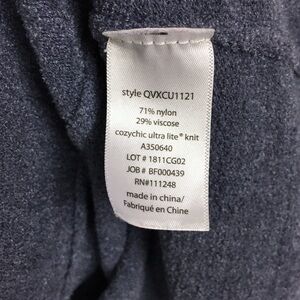 style QVXCU1121
71% nylon
29% viscose
cozychic ultra lite® knit
A350640
LOT # 1811CG02
JOB # BF000439
RN#111248
made in china/
Fabriqué en Chine